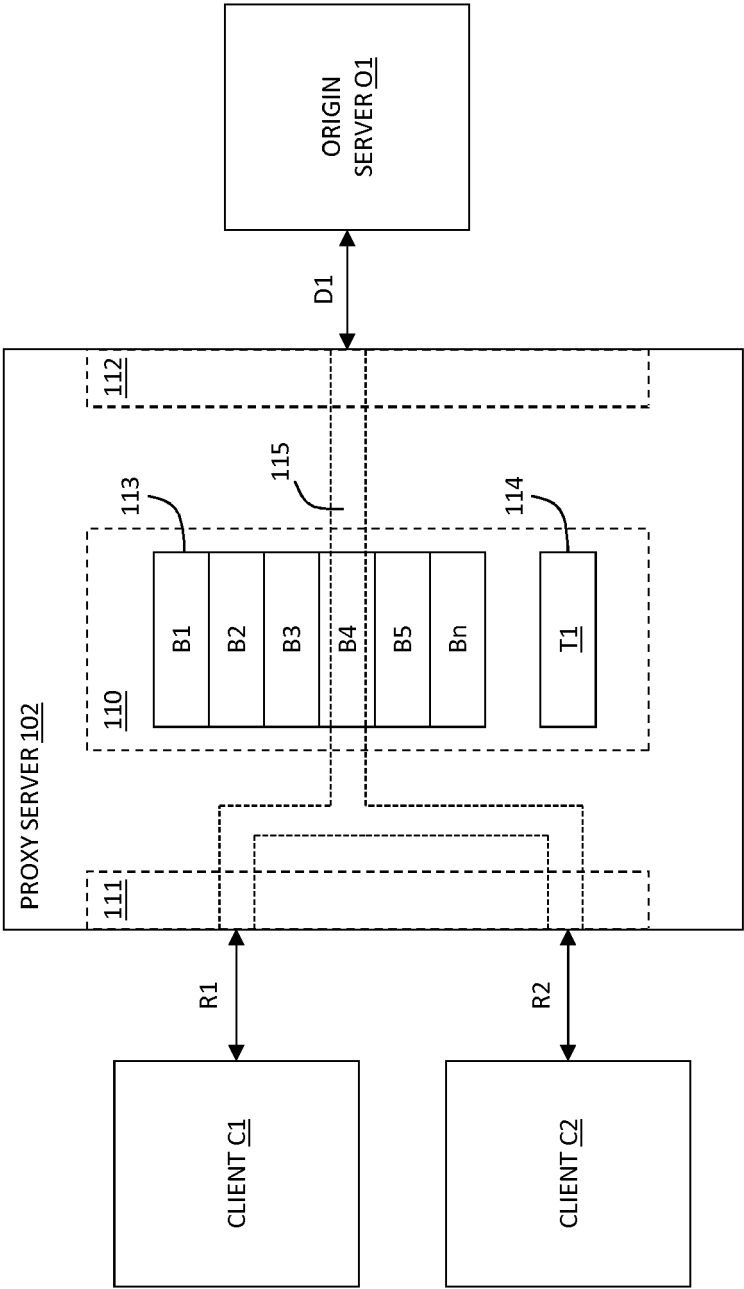 PROXY SERVER 102
111
110
112
113
B1
B2
B3
B4
B5
Bn
115
114
T1
CLIENT C1
R1
CLIENT C2
R2
D1
ORIGIN
SERVER O1